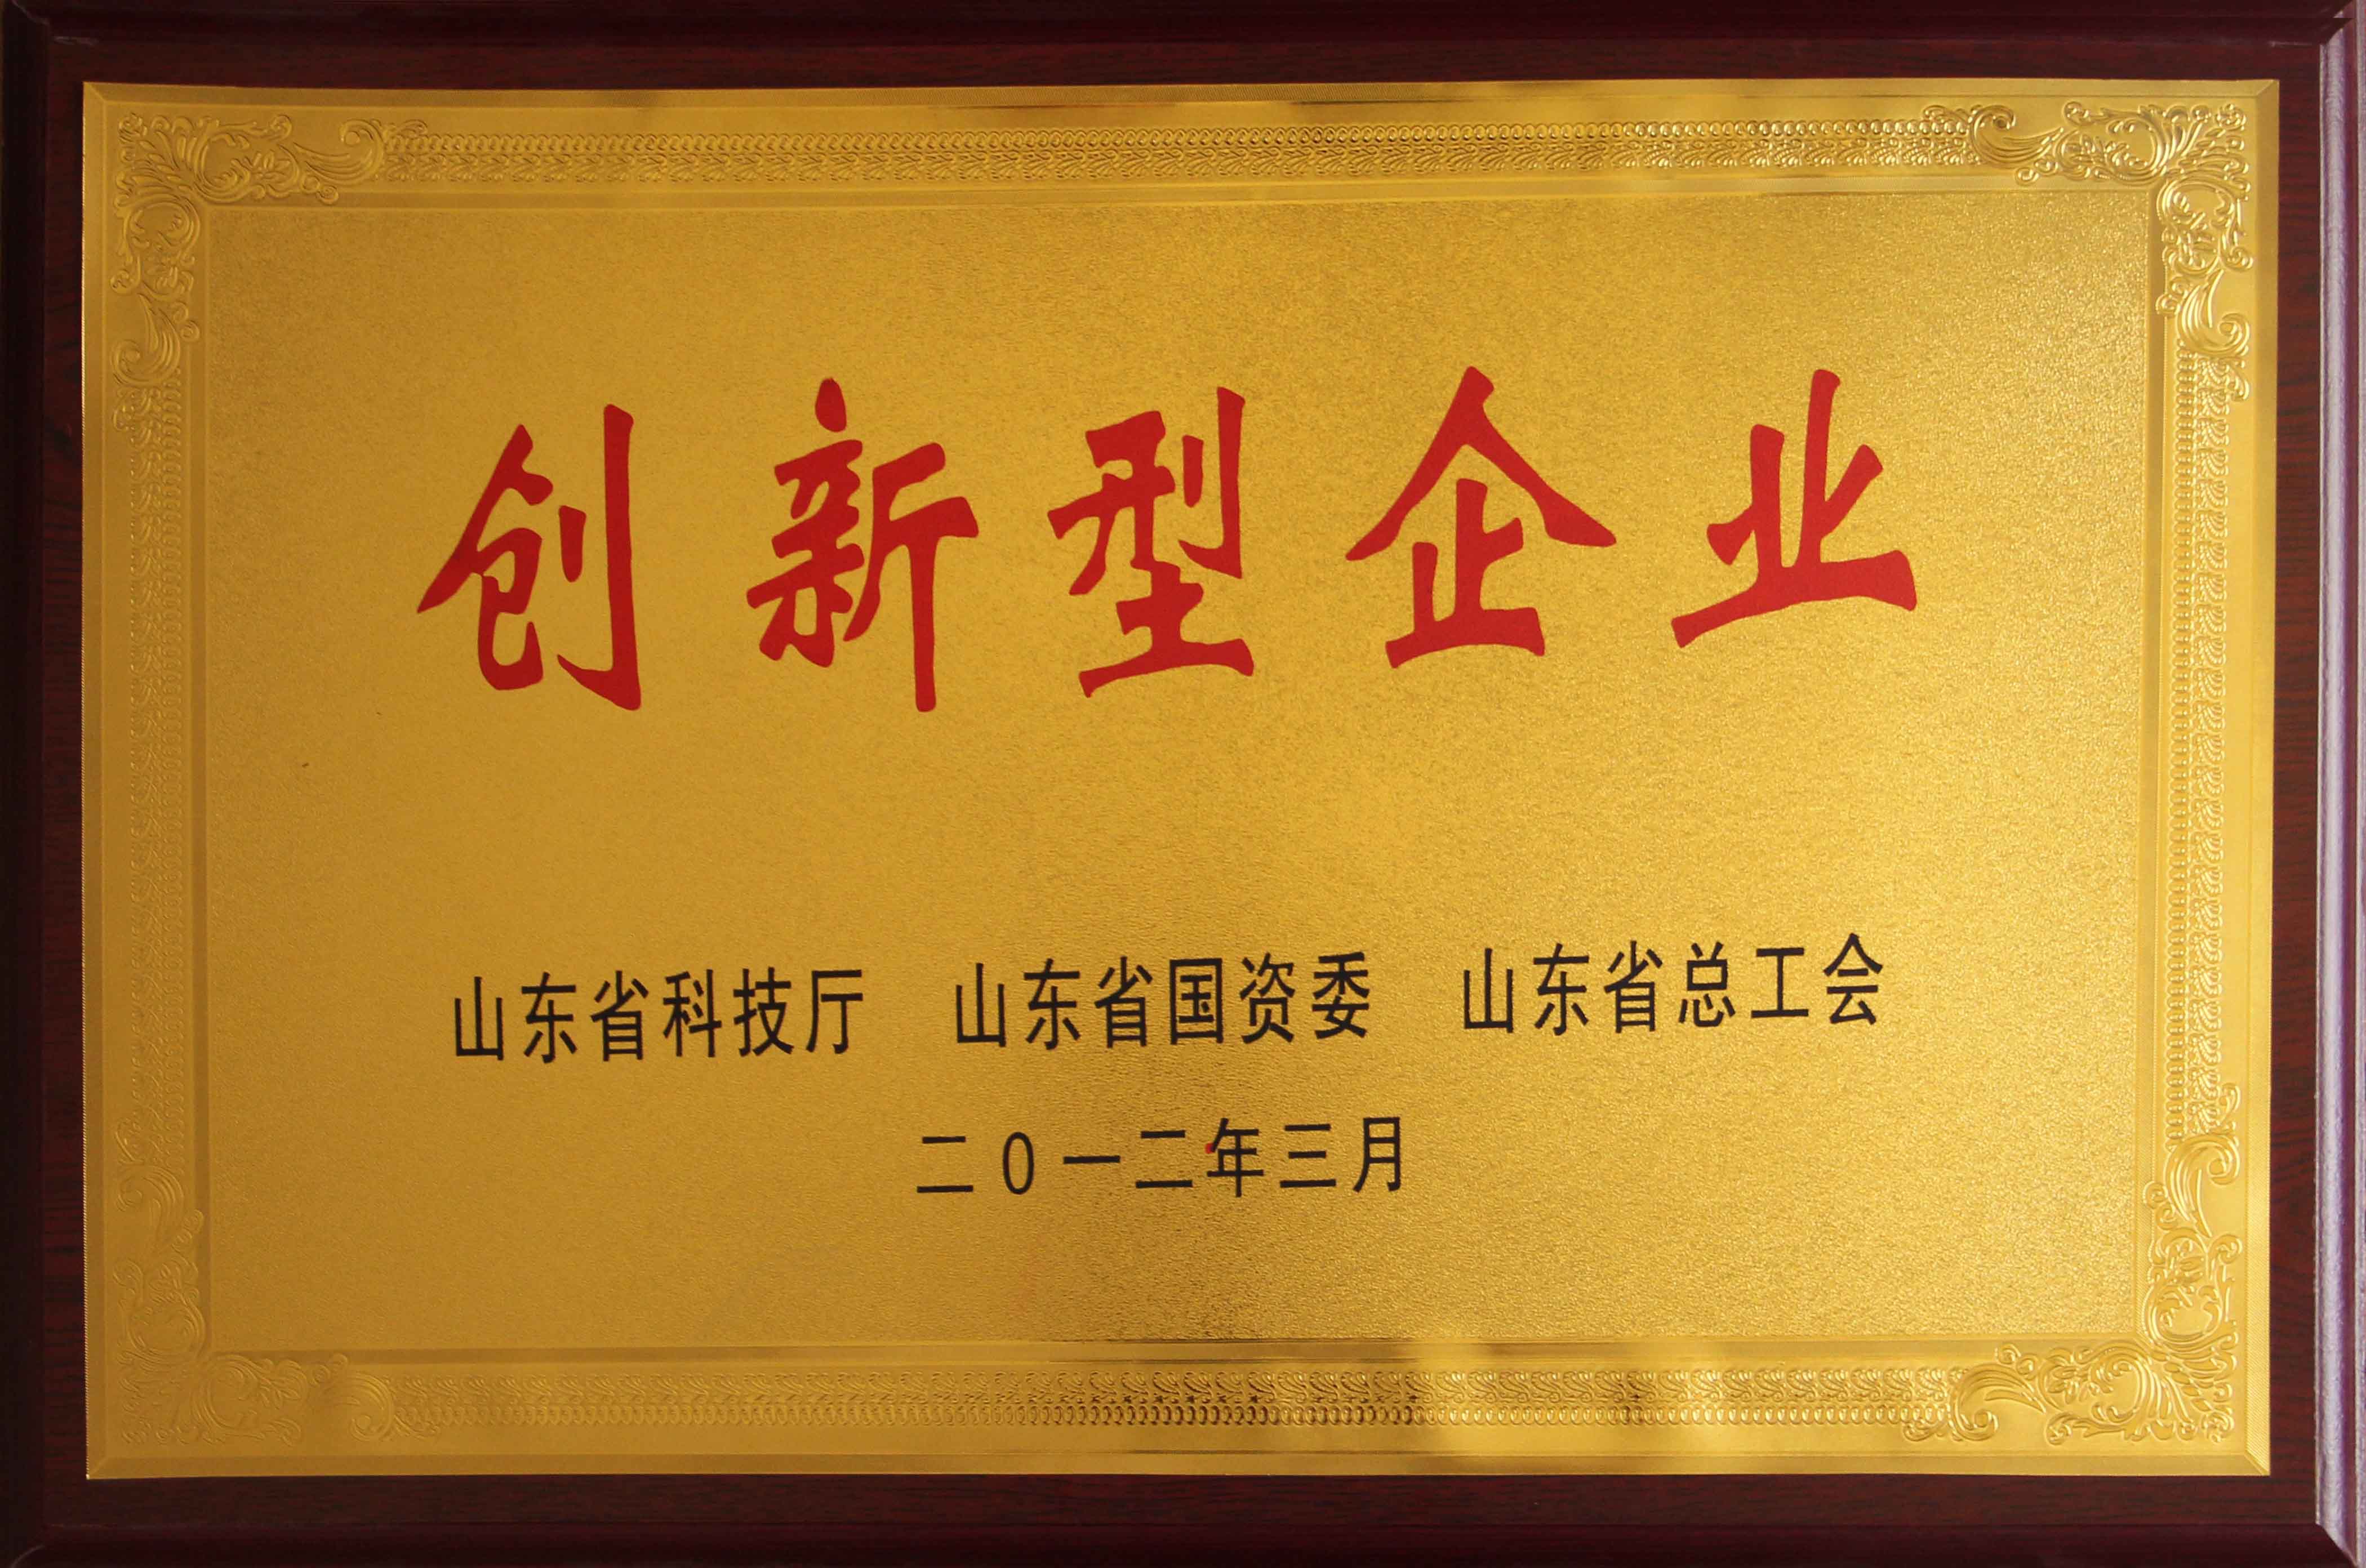 创新型企业
山东省科技厅 山东省国资委 山东省总工会
二0一二年三月